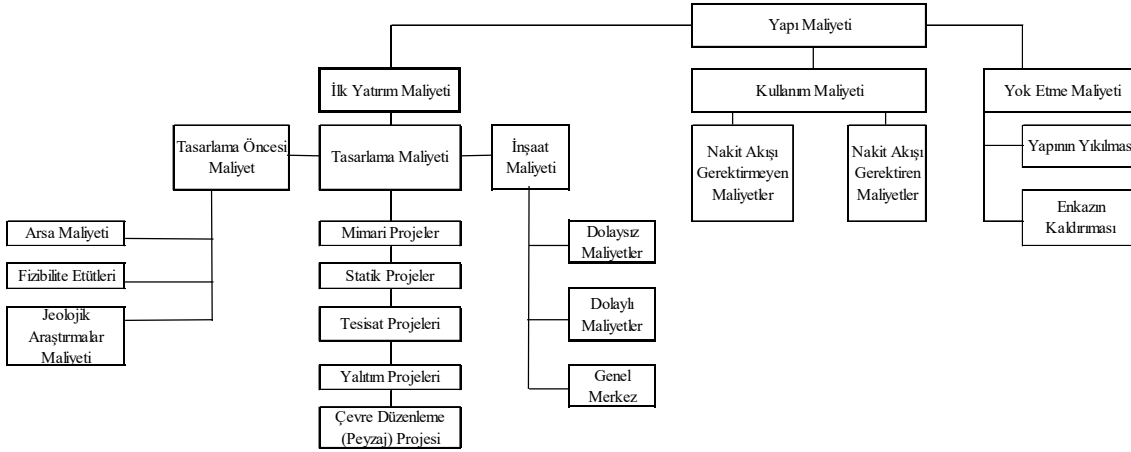 Yapı Maliyeti
İlk Yatırım Maliyeti
Kullanım Maliyeti
Yok Etme Maliyeti
Tasarlama Öncesi
Maliyet
Tasarlama Maliyeti
İnşaat
Maliyeti
Nakit Akışı
Gerektirmeyen
Maliyetler
Nakit Akışı
Gerektiren
Maliyetler
Yapının Yıkılması
Enkazın
Kaldırıması
Arsa Maliyeti
Fizibilite Etütleri
Jeolojik
Araştırmalar
Maliyeti
Mimari Projeler
Statik Projeler
Tesisat Projeleri
Yalıtım Projeleri
Çevre Düzenleme
(Peyzaj) Projesi
Dolaysız
Maliyetler
Dolaylı
Maliyetler
Genel
Merkez